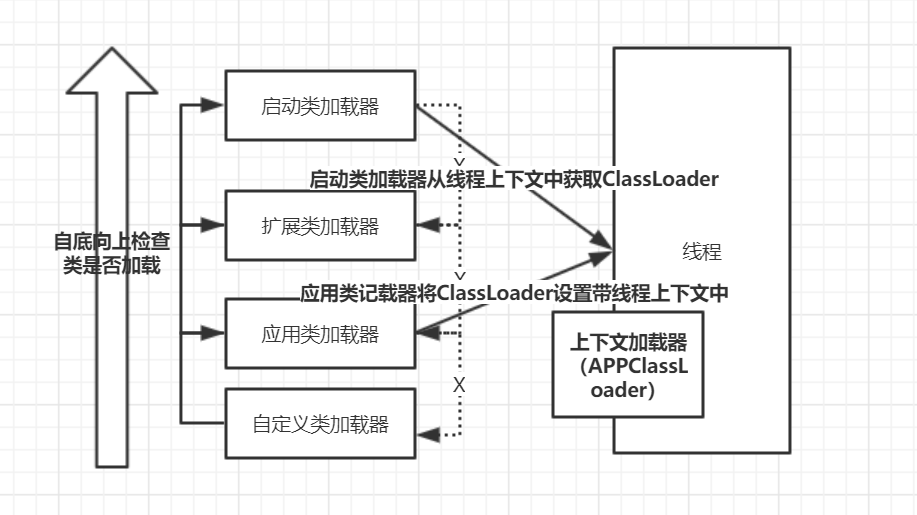 启动类加载器
X
启动类加载器从线程上下文中获取ClassLoader
扩展类加载器
自底向上检查
类是否加载
线程
X
应用类记载器将ClassLoader设置带线程上下文中
应用类加载器
上下文加载器
（APPClassL
oader）
X
自定义类加载器